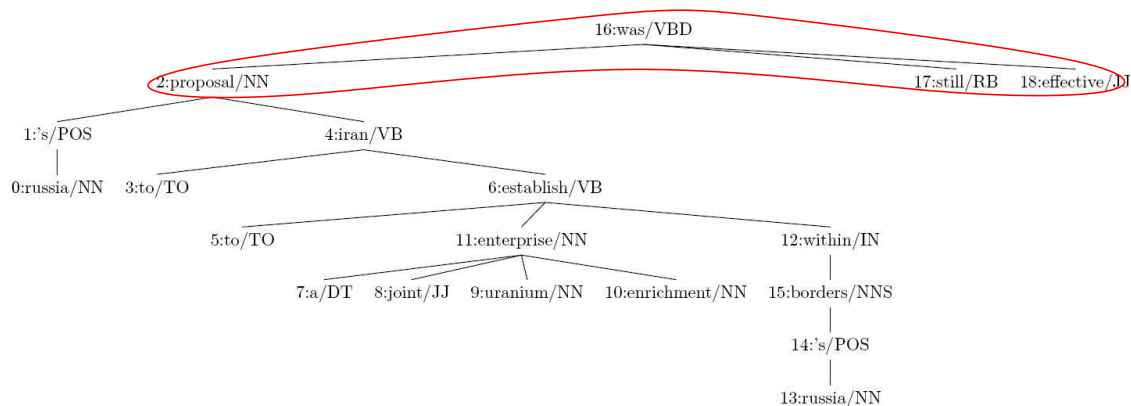 16:was/VBD
2:proposal/NN 17:still/RB 18:effective/JJ
1:'s/POS 4:iran/VB
0:russia/NN 3:to/TO 6:establish/VB
5:to/TO 11:enterprise/NN 12:within/IN
7:a/DT 8:joint/JJ 9:uranium/NN 10:enrichment/NN 15:borders/NNS
14:'s/POS
13:russia/NN